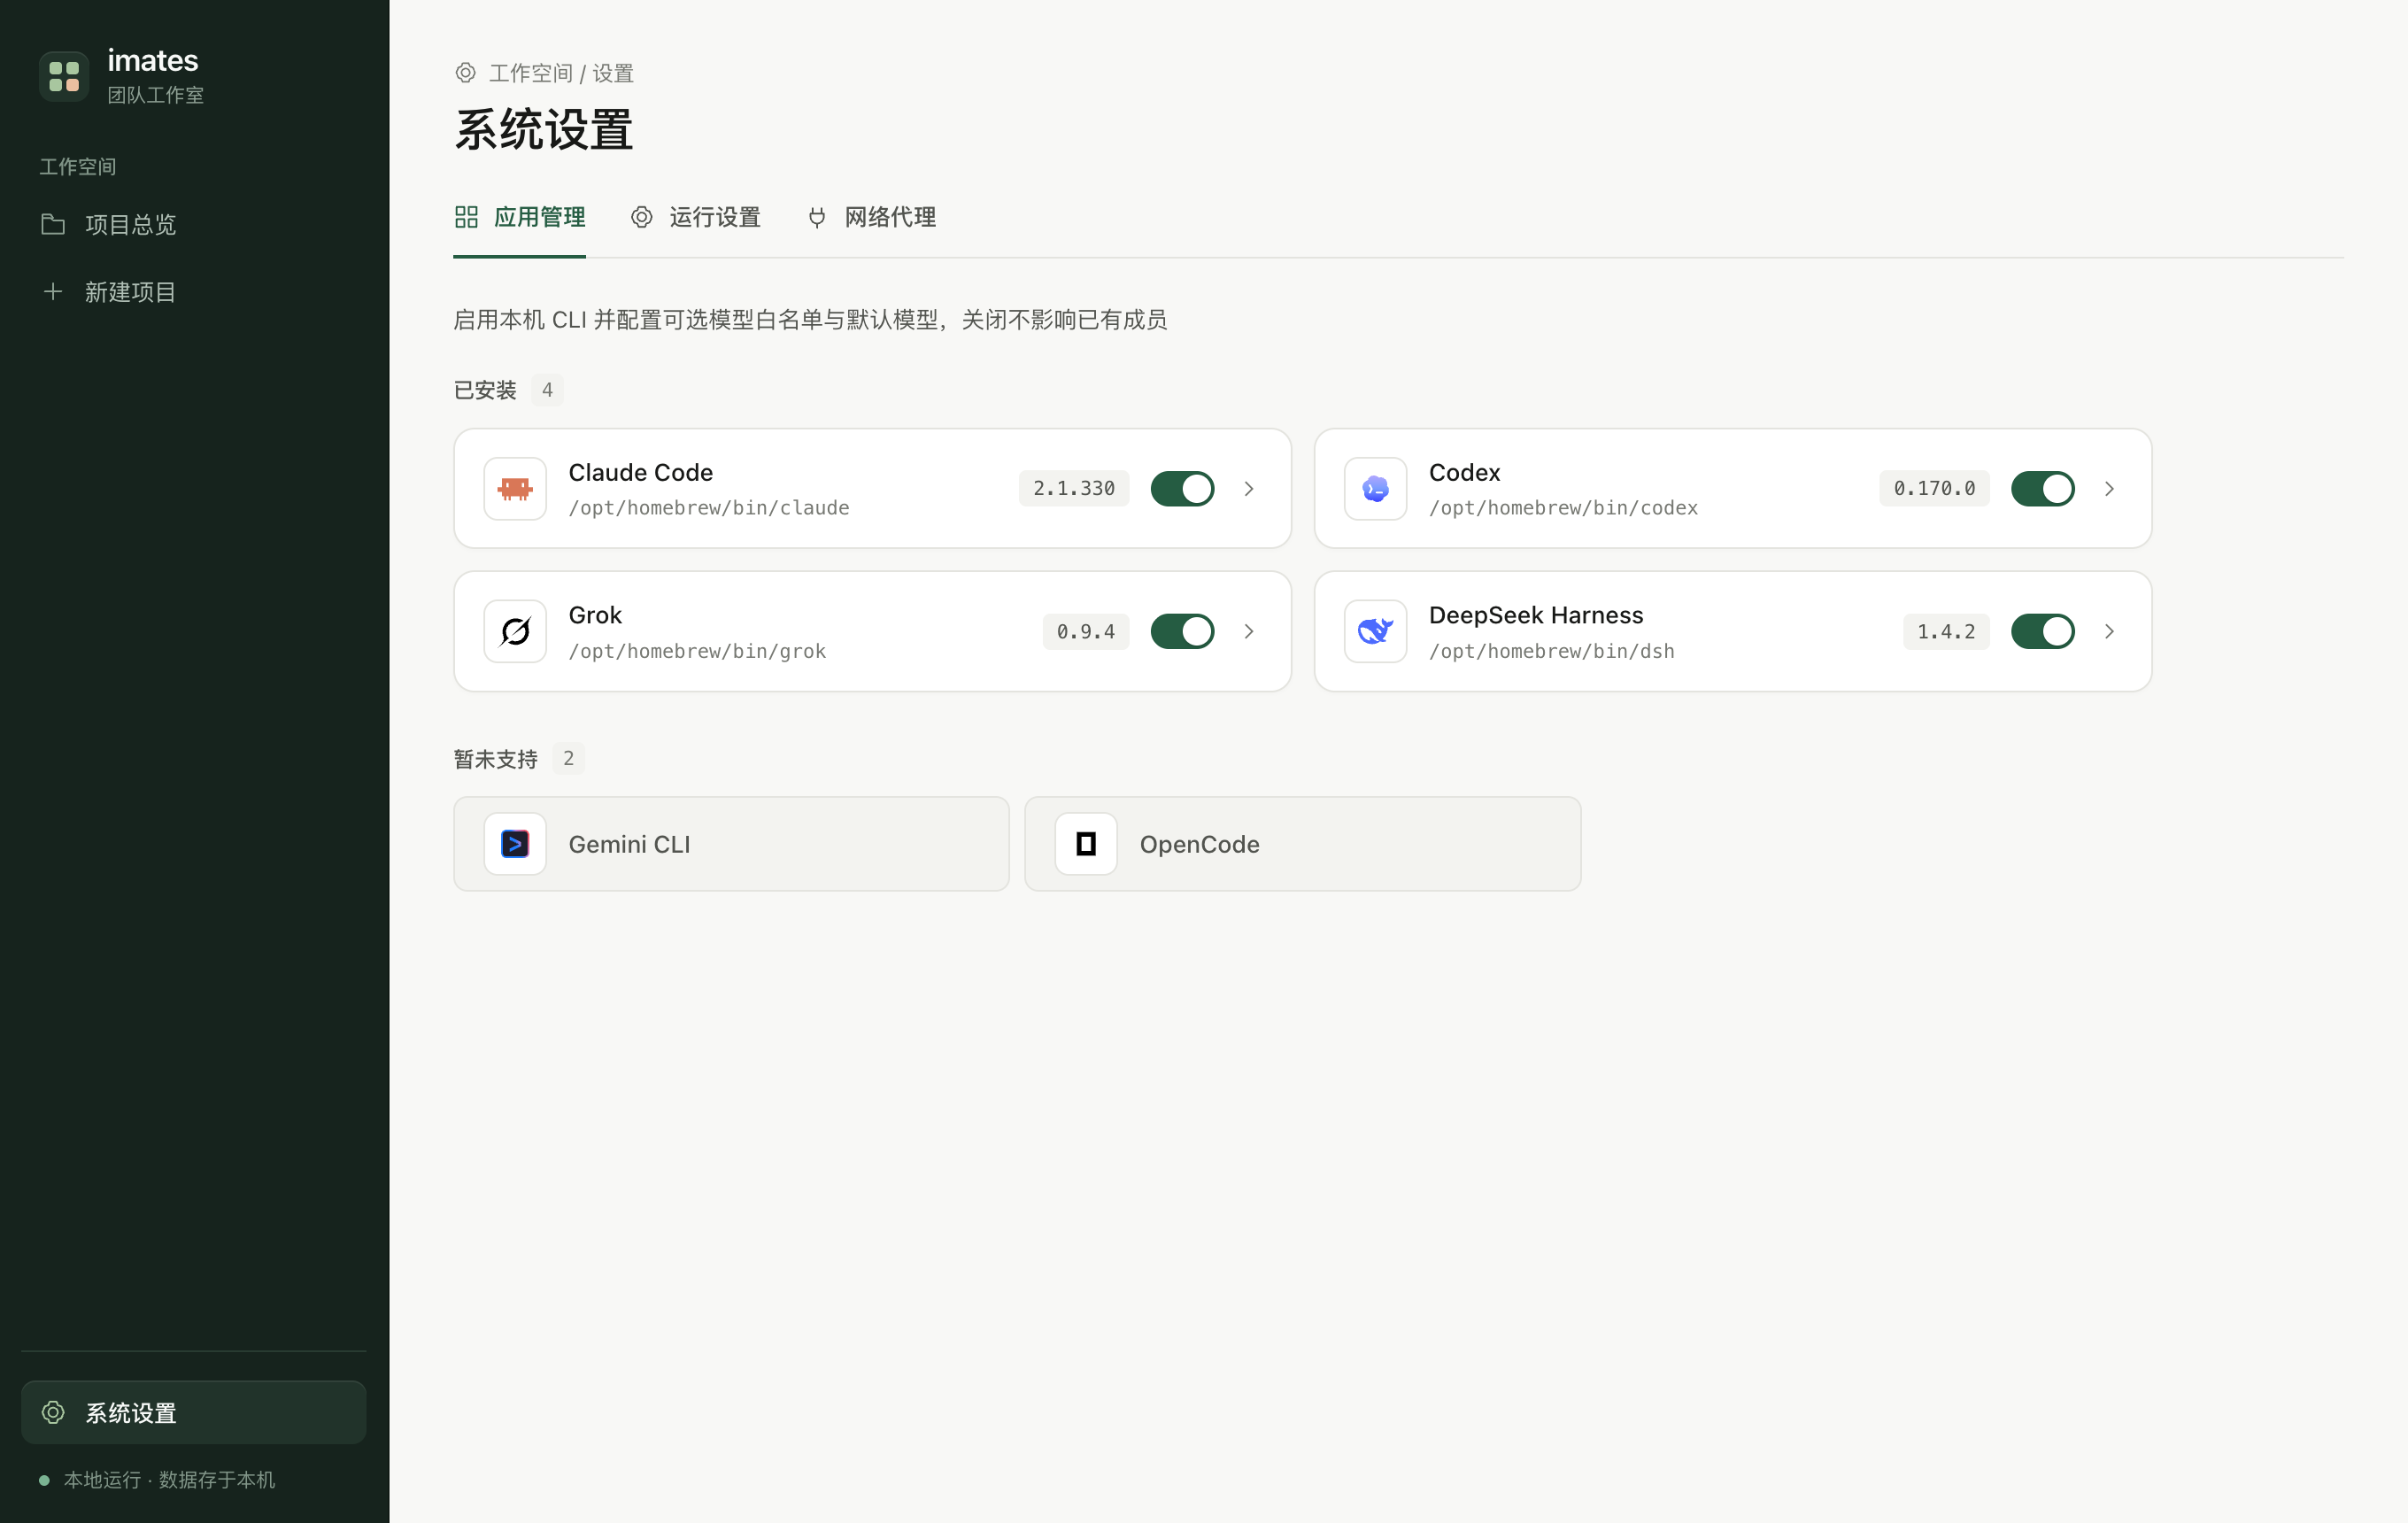 imates
团队工作室
工作空间
项目总览
新建项目
系统设置
本地运行 · 数据存于本机
工作空间 / 设置
系统设置
应用管理
运行设置
网络代理
启用本机 CLI 并配置可选模型白名单与默认模型，关闭不影响已有成员
已安装 4
Claude Code
/opt/homebrew/bin/claude
2.1.330
Codex
/opt/homebrew/bin/codex
0.170.0
Grok
/opt/homebrew/bin/grok
0.9.4
DeepSeek Harness
/opt/homebrew/bin/dsh
1.4.2
暂未支持 2
Gemini CLI
OpenCode